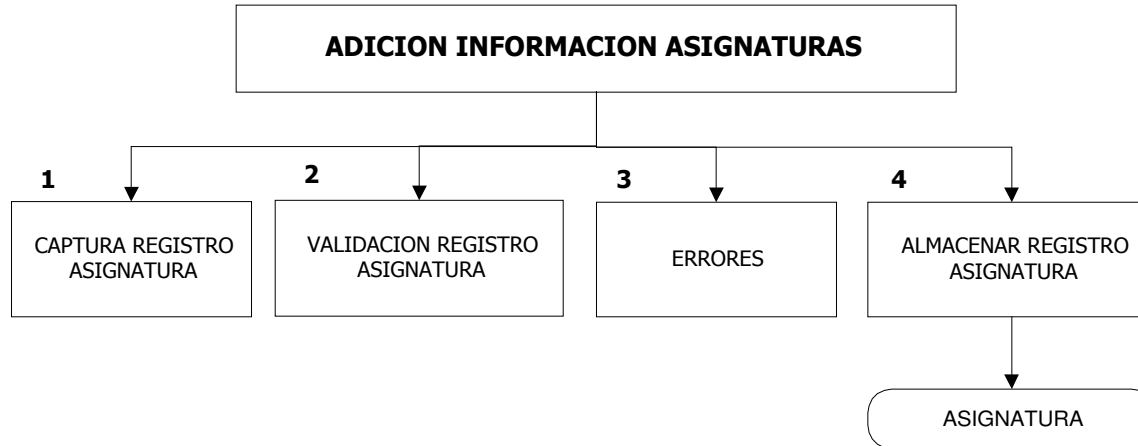 ADICION INFORMACION ASIGNATURAS
1
2
3
4
CAPTURA REGISTRO
ASIGNATURA
VALIDACION REGISTRO
ASIGNATURA
ERRORES
ALMACENAR REGISTRO
ASIGNATURA
ASIGNATURA